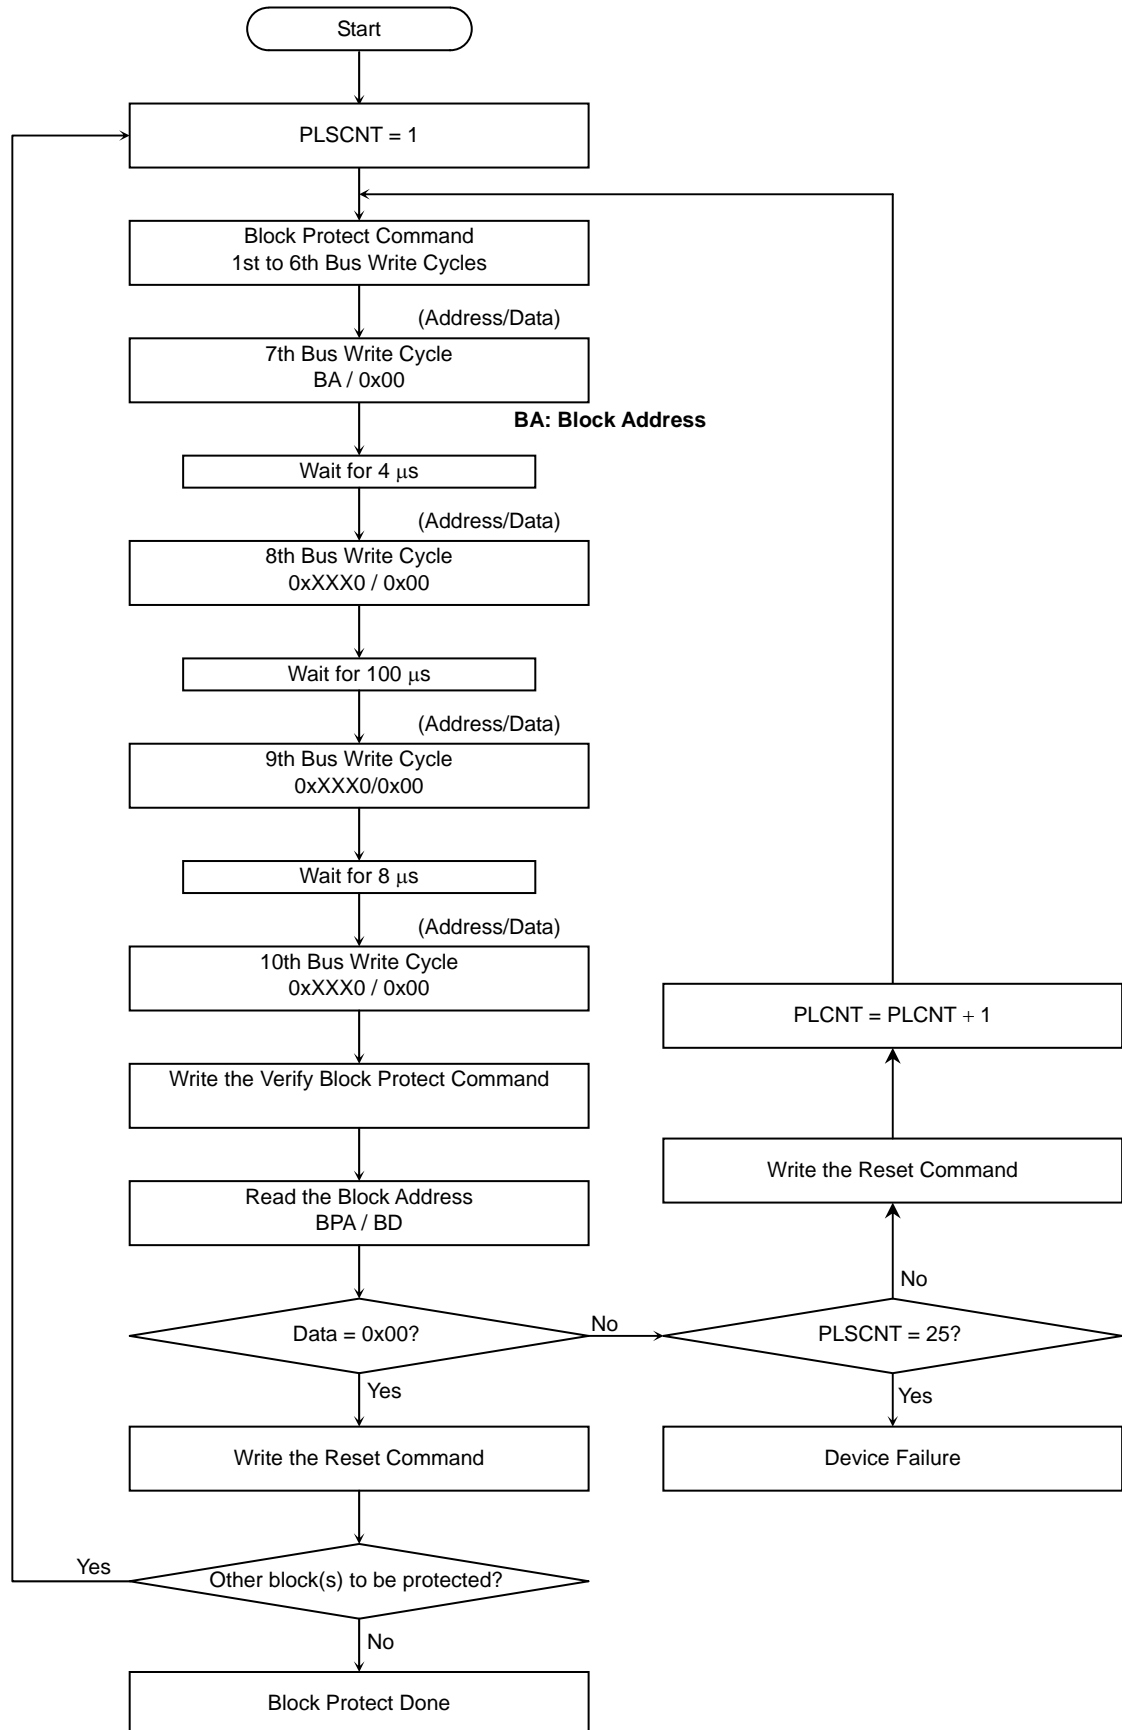 Start
PLSCNT = 1
Block Protect Command
1st to 6th Bus Write Cycles
(Address/Data)
7th Bus Write Cycle
BA / 0x00
BA: Block Address
Wait for 4 μs
(Address/Data)
8th Bus Write Cycle
0xXXX0 / 0x00
Wait for 100 μs
(Address/Data)
9th Bus Write Cycle
0xXXX0/0x00
Wait for 8 μs
(Address/Data)
10th Bus Write Cycle
0xXXX0 / 0x00
PLCNT = PLCNT + 1
Write the Verify Block Protect Command
Write the Reset Command
Read the Block Address
BPA / BD
No
Data = 0x00?
No
PLSCNT = 25?
Yes
Yes
Write the Reset Command
Device Failure
Yes
Other block(s) to be protected?
No
Block Protect Done